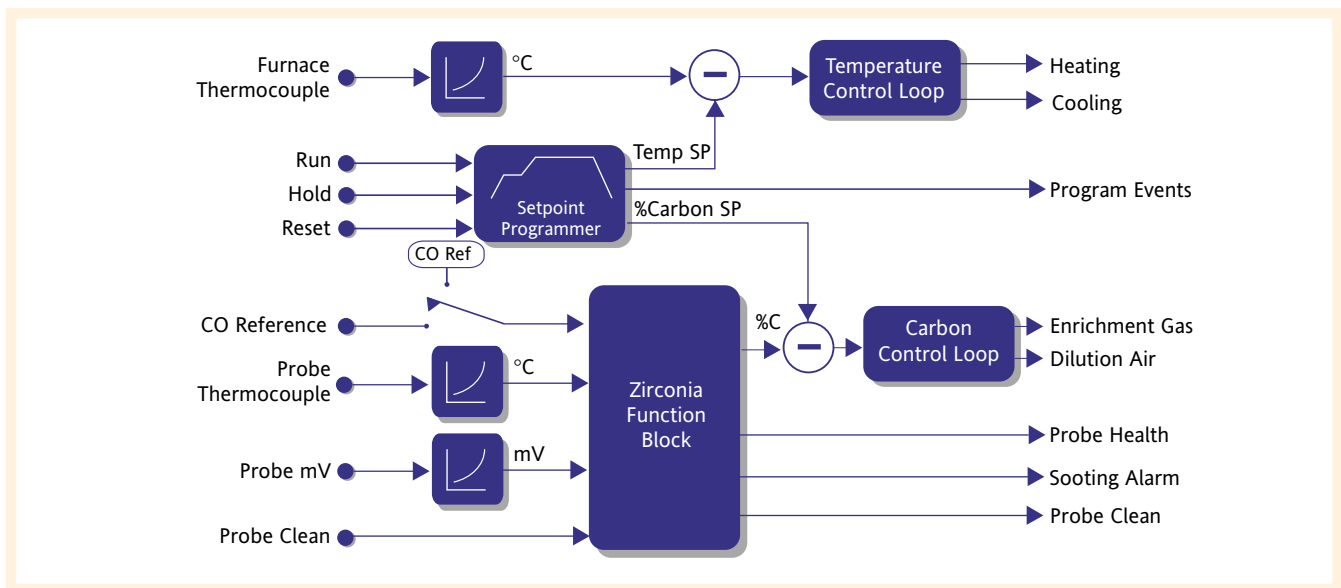 Furnace
Thermocouple
°C
Temperature
Control Loop
Heating
Cooling
Run
Hold
Reset
Setpoint
Programmer
Temp SP
Program Events
%Carbon SP
CO Ref
CO Reference
Probe
Thermocouple
°C
Probe mV
mV
Probe Clean
Zirconia
Function
Block
%C
Carbon
Control Loop
Enrichment Gas
Dilution Air
Probe Health
Sooting Alarm
Probe Clean